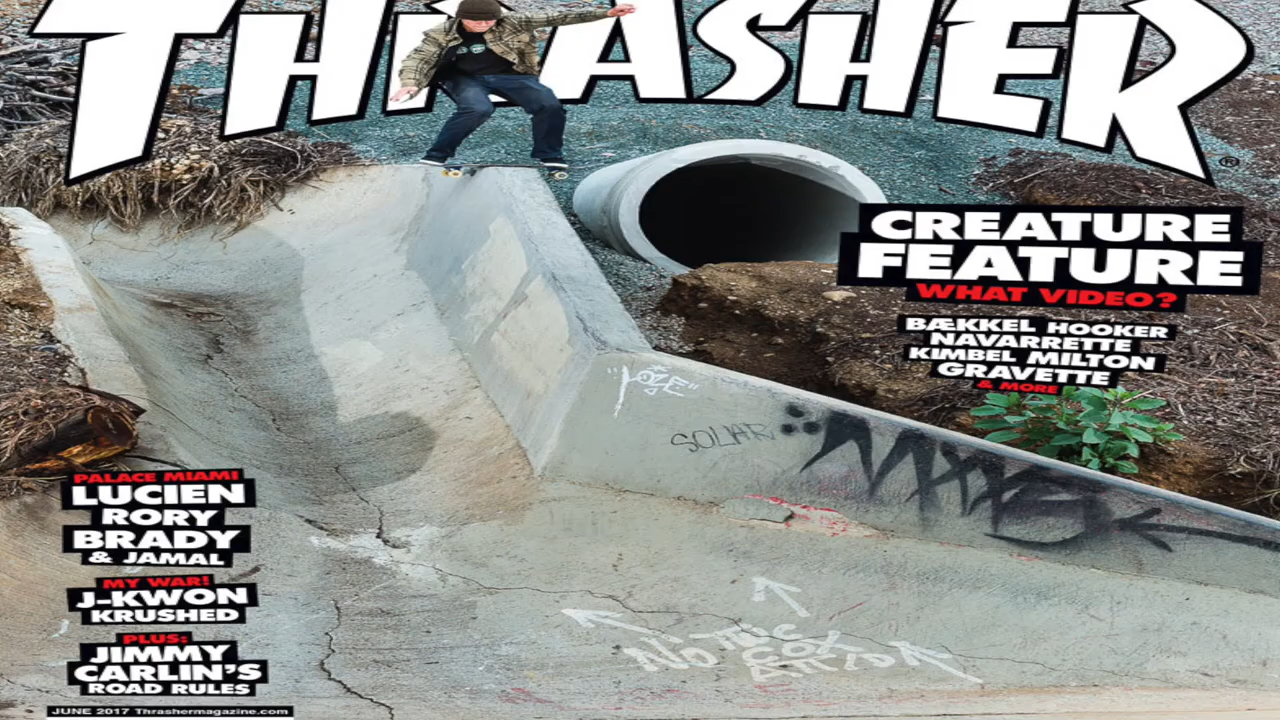 THRASHER
®
CREATURE
FEATURE
WHAT VIDEO?
BÆKKEL HOOKER
NAVARRETTE
KIMBEL MILTON
GRAVETTE
& MORE
SOLAR
PALACE MIAMI
LUCIEN
RORY
BRADY
& JAMAL
MY WAR!
J-KWON
KRUSHED
PLUS:
JIMMY
CARLIN'S
ROAD RULES
NO
JUNE 2017 Thrashermagazine.com